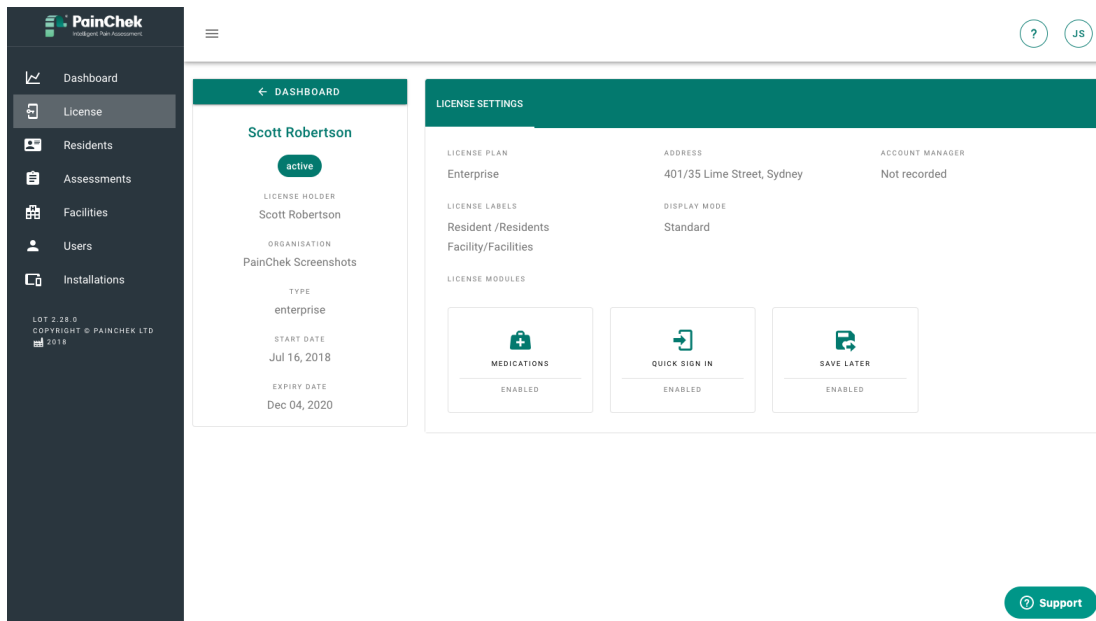 PainChek
Intelligent Pain Assessment
Dashboard
License
Residents
Assessments
Facilities
Users
Installations
LOT 2.28.0
COPYRIGHT © PAINCHEK LTD
2018
?
JS
← DASHBOARD
Scott Robertson
active
LICENSE HOLDER
Scott Robertson
ORGANISATION
PainChek Screenshots
TYPE
enterprise
START DATE
Jul 16, 2018
EXPIRY DATE
Dec 04, 2020
LICENSE SETTINGS
LICENSE PLAN
Enterprise
ADDRESS
401/35 Lime Street, Sydney
ACCOUNT MANAGER
Not recorded
LICENSE LABELS
Resident /Residents
Facility/Facilities
DISPLAY MODE
Standard
LICENSE MODULES
MEDICATIONS
ENABLED
QUICK SIGN IN
ENABLED
SAVE LATER
ENABLED
? Support